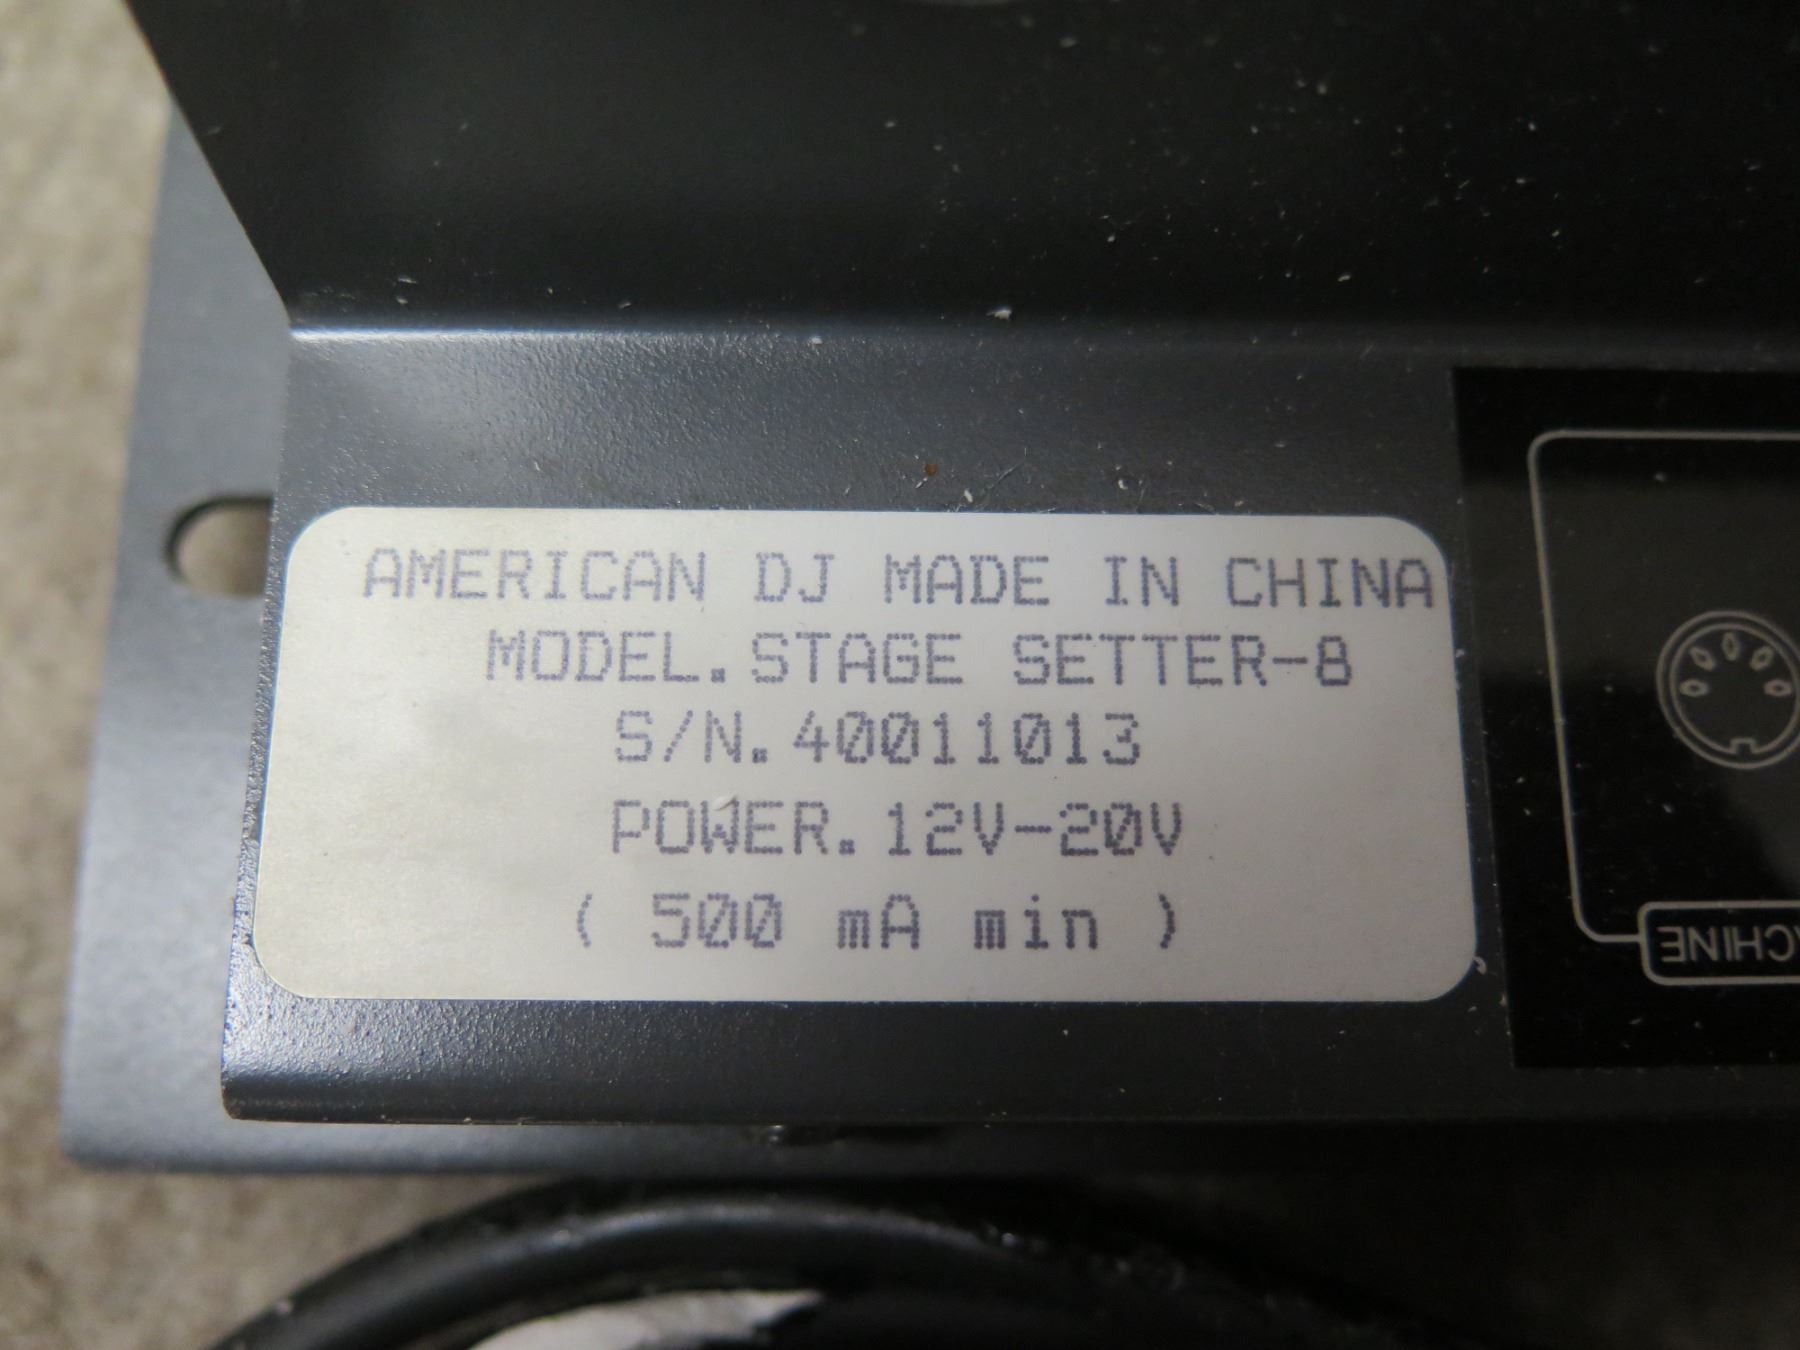 AMERICAN DJ MADE IN CHINA
MODEL.STAGE SETTER-8
S/N.40011013
POWER.12V-20V
( 500 mA min )